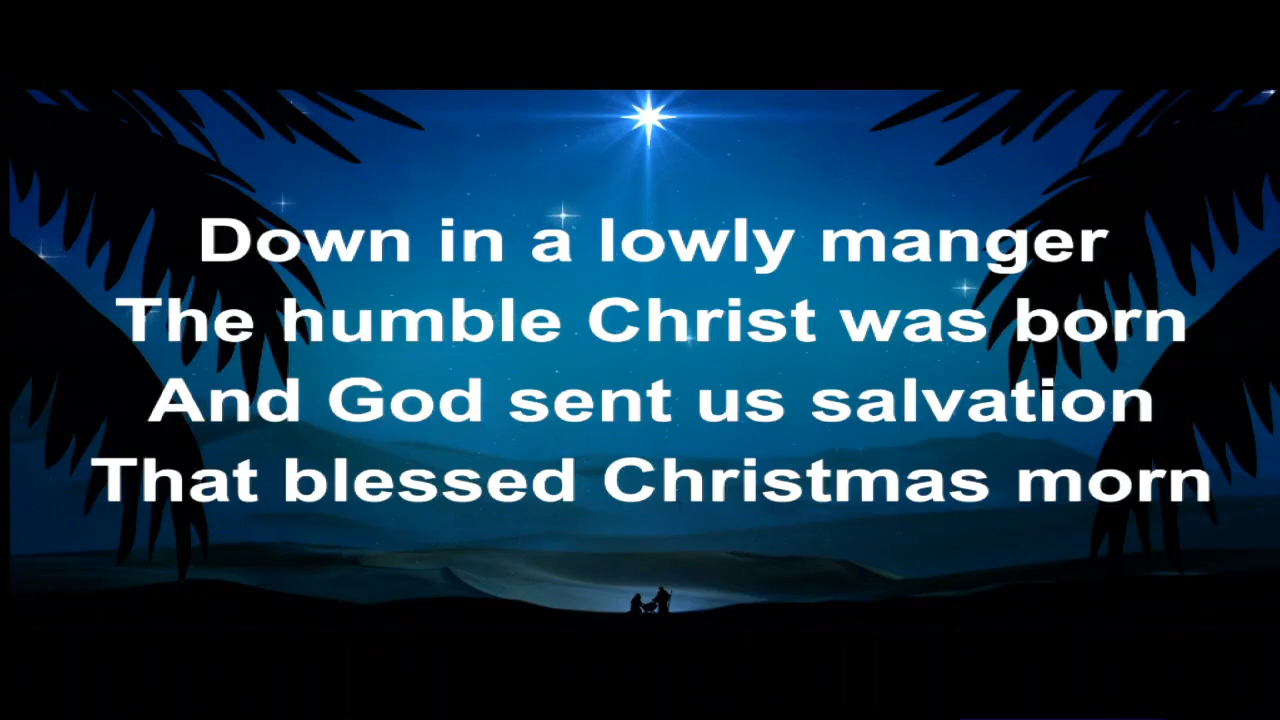 Down in a lowly manger
The humble Christ was born
And God sent us salvation
That blessed Christmas morn